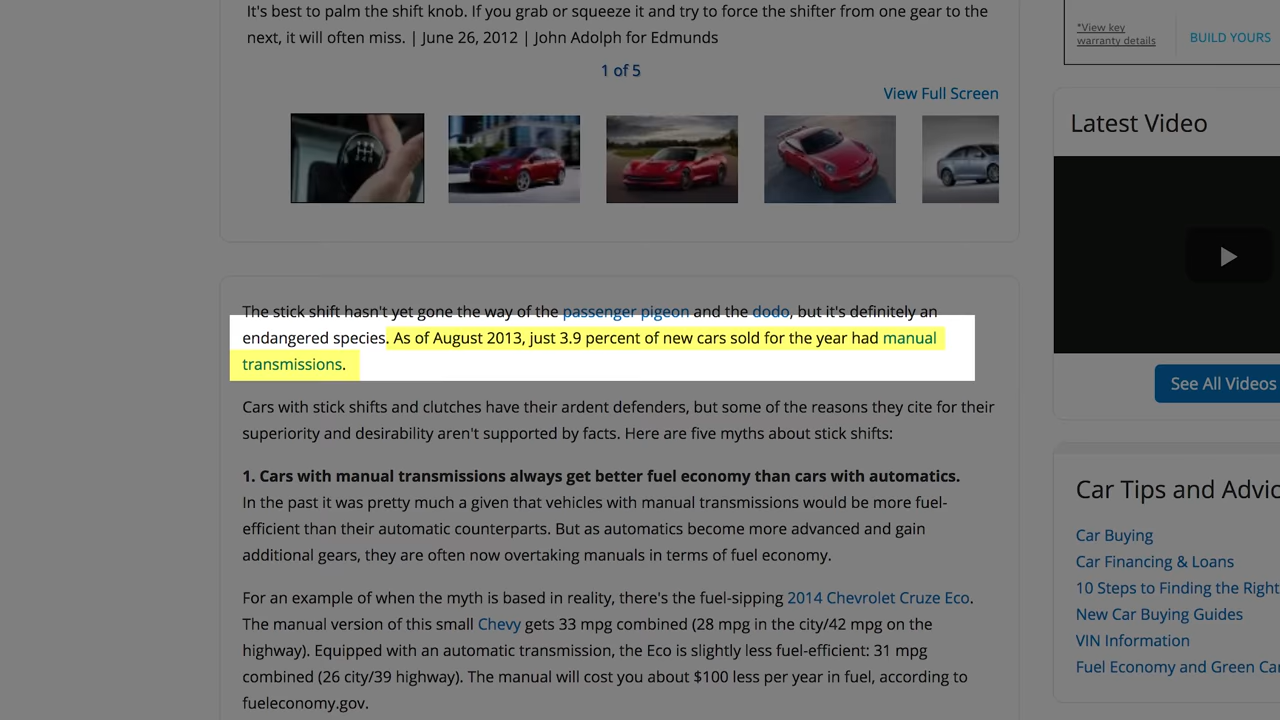 It's best to palm the shift knob. If you grab or squeeze it and try to force the shifter from one gear to the
next, it will often miss. | June 26, 2012 | John Adolph for Edmunds
1 of 5
View Full Screen
The stick shift hasn't yet gone the way of the passenger pigeon and the dodo, but it's definitely an
endangered species. As of August 2013, just 3.9 percent of new cars sold for the year had manual
transmissions.
Cars with stick shifts and clutches have their ardent defenders, but some of the reasons they cite for their
superiority and desirability aren't supported by facts. Here are five myths about stick shifts:
1. Cars with manual transmissions always get better fuel economy than cars with automatics.
In the past it was pretty much a given that vehicles with manual transmissions would be more fuel-
efficient than their automatic counterparts. But as automatics become more advanced and gain
additional gears, they are often now overtaking manuals in terms of fuel economy.
For an example of when the myth is based in reality, there's the fuel-sipping 2014 Chevrolet Cruze Eco.
The manual version of this small Chevy gets 33 mpg combined (28 mpg in the city/42 mpg on the
highway). Equipped with an automatic transmission, the Eco is slightly less fuel-efficient: 31 mpg
combined (26 city/39 highway). The manual will cost you about $100 less per year in fuel, according to
fueleconomy.gov.
*View key
warranty details
BUILD YOURS
Latest Video
See All Videos
Car Tips and Advic
Car Buying
Car Financing & Loans
10 Steps to Finding the Right
New Car Buying Guides
VIN Information
Fuel Economy and Green Car